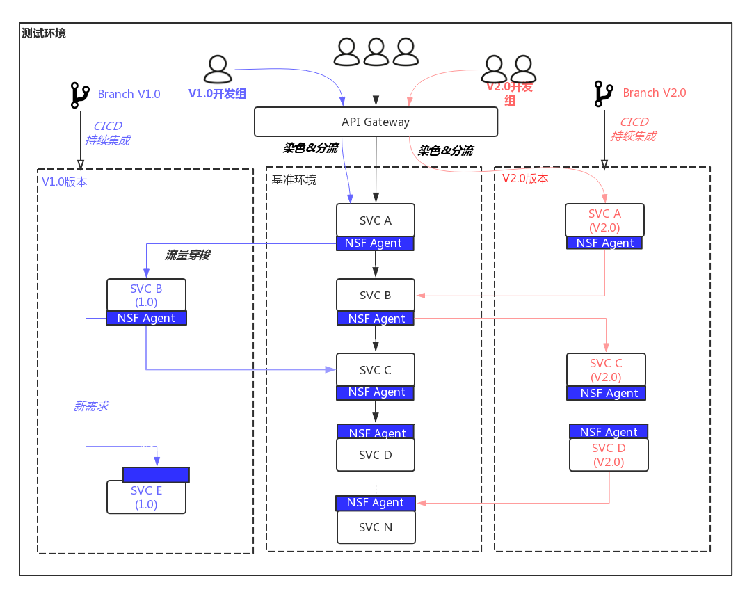 测试环境
V1.0开发组
V2.0开发
组
Branch V1.0
Branch V2.0
CICD
持续集成
CICD
持续集成
API Gateway
染色&分流
染色&分流
V1.0版本
基准环境
V2.0版本
SVC A
NSF Agent
SVC A
(V2.0)
NSF Agent
流量穿梭
SVC B
(1.0)
NSF Agent
SVC B
NSF Agent
SVC C
NSF Agent
SVC C
(V2.0)
NSF Agent
新需求
NSF Agent
SVC D
NSF Agent
SVC D
(V2.0)
SVC E
(1.0)
NSF Agent
SVC N